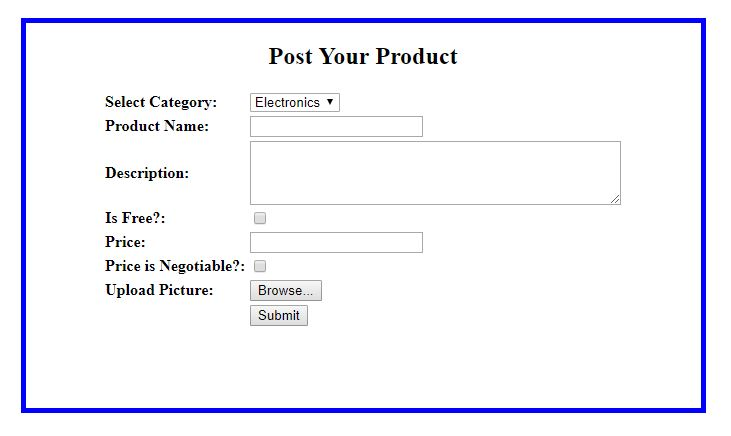 Post Your Product
Select Category: Electronics
Product Name:
Description:
Is Free?:
Price:
Price is Negotiable?:
Upload Picture: Browse...
Submit